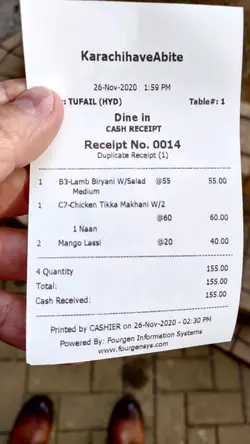 KarachihaveAbite
26-Nov-2020 1:59 PM
: TUFAIL (HYD) Table#: 1
Dine in
CASH RECEIPT
Receipt No. 0014
Duplicate Receipt (1)
1 B3-Lamb Biryani W/Salad @55 55.00
Medium
1 C7-Chicken Tikka Makhani W/2
@60 60.00
1 Naan
2 Mango Lassi @20 40.00
4 Quantity 155.00
Total: 155.00
Cash Received: 155.00
Printed by CASHIER on 26-Nov-2020 - 02:30 PM
Powered By: Fourgen Information Systems
www.fourgensys.com